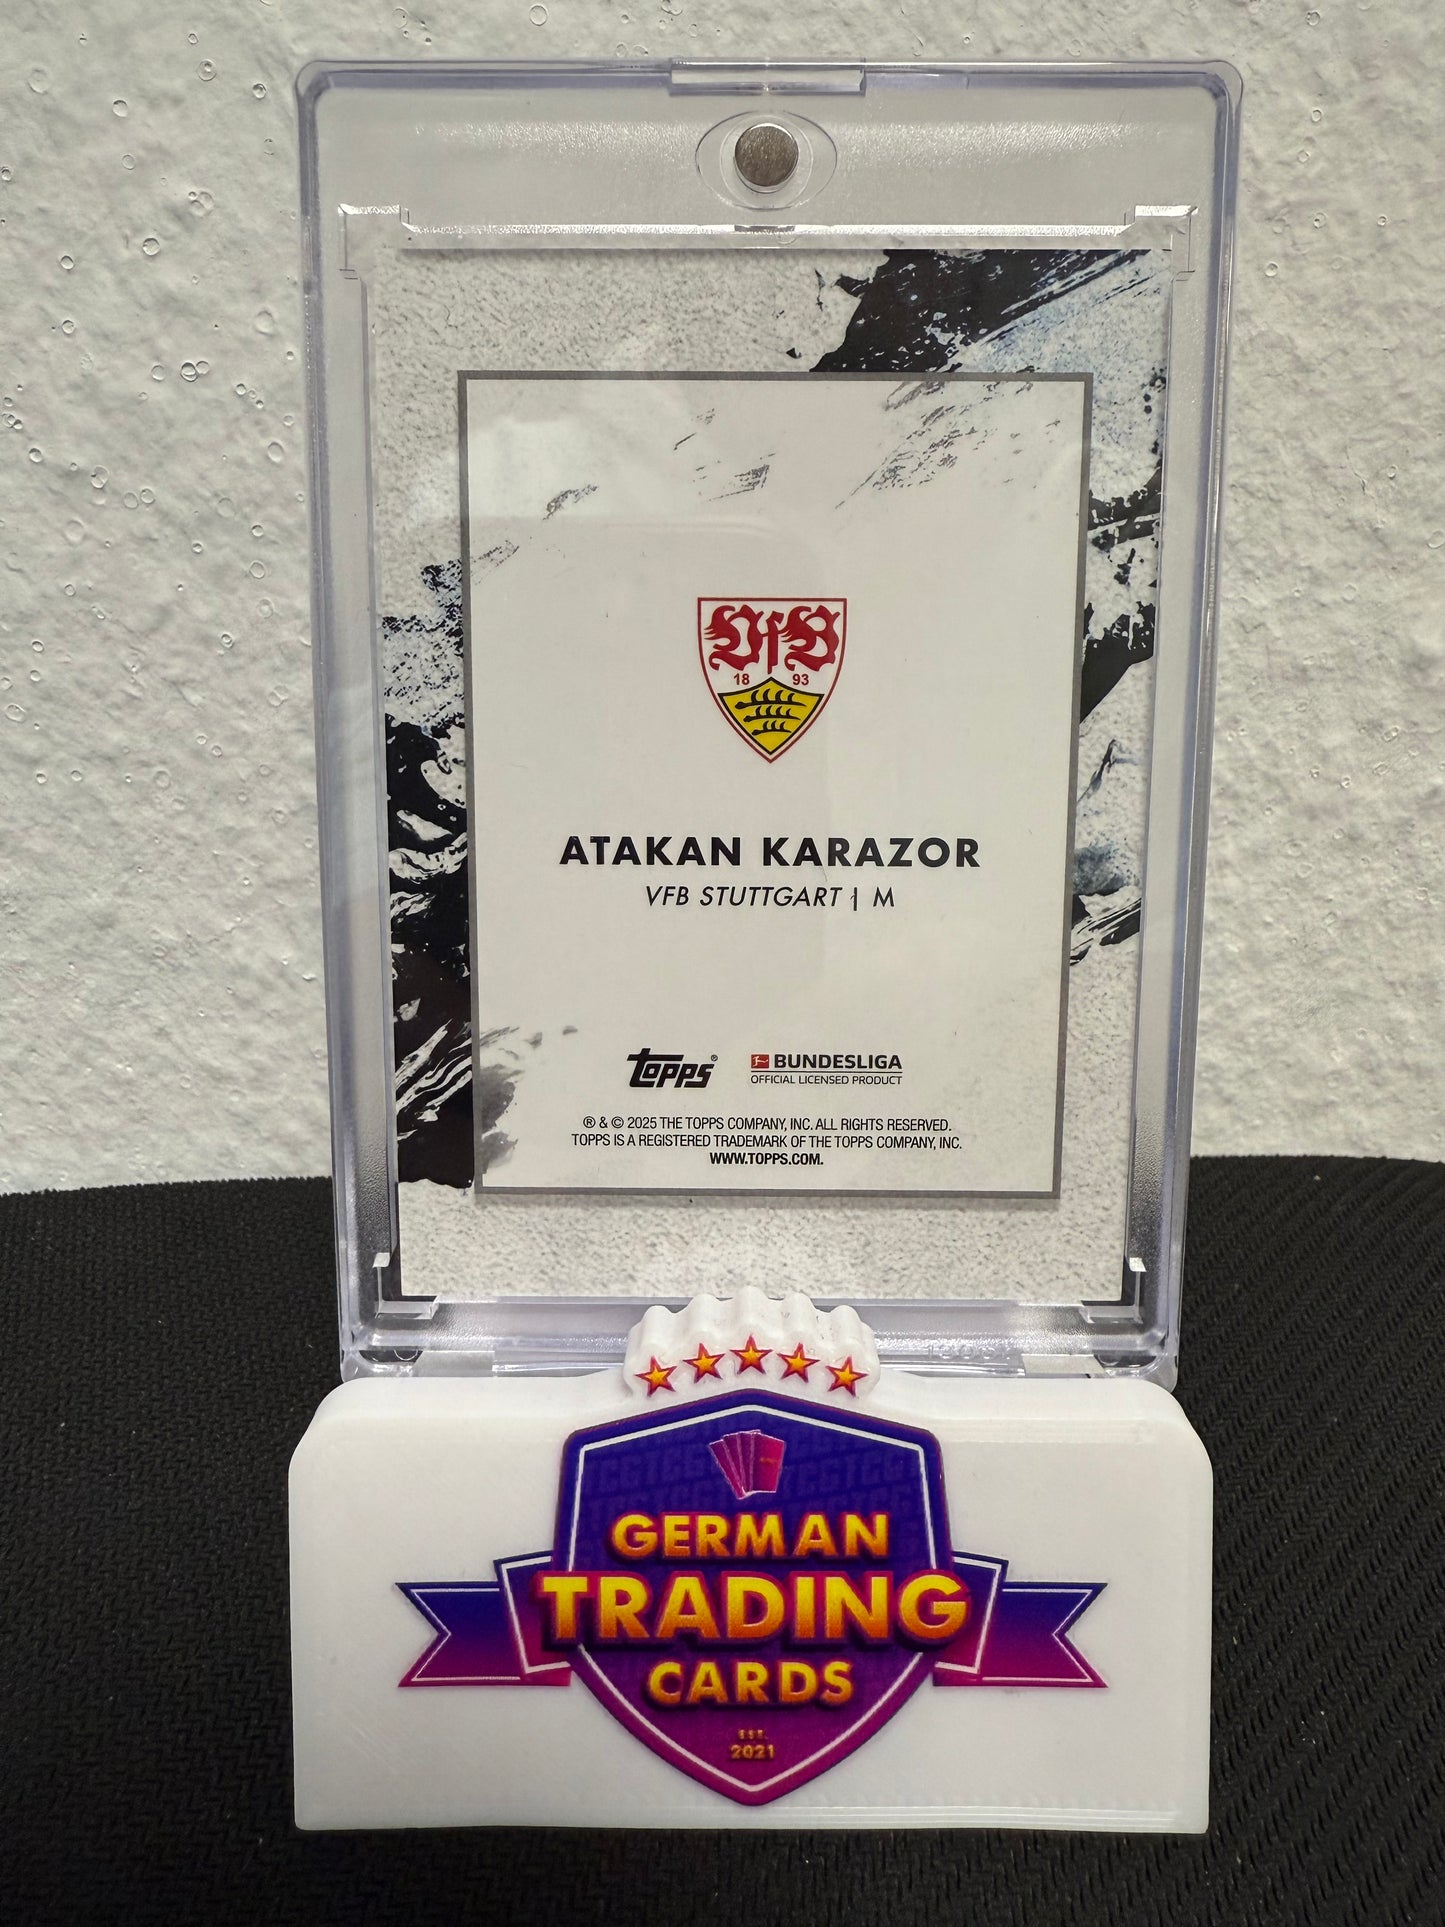 VfB
18 93
ATAKAN KARAZOR
VFB STUTTGART | M
Topps®
BUNDESLIGA
OFFICIAL LICENSED PRODUCT
® & © 2025 THE TOPPS COMPANY, INC. ALL RIGHTS RESERVED.
TOPPS IS A REGISTERED TRADEMARK OF THE TOPPS COMPANY, INC.
WWW.TOPPS.COM.
GERMAN
TRADING
CARDS
EST.
2021